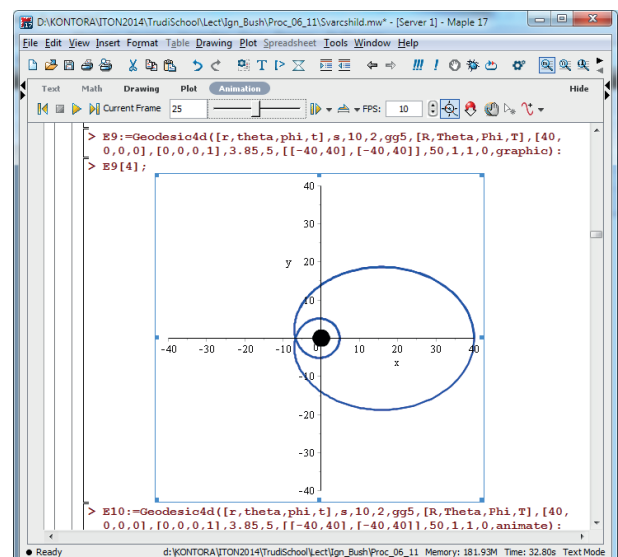 D:\KONTORA\ITON2014\TrudiSchool\Lect\Ign_Bush\Proc_06_11\Svarcshild.mw* - [Server 1] - Maple 17
File Edit View Insert Format Table Drawing Plot Spreadsheet Tools Window Help
Text Math Drawing Plot Animation Hide
Current Frame 25 FPS: 10
> E9:=Geodesic4d([r,theta,phi,t],s,10,2,gg5,[R,Theta,Phi,T],[40,
0,0,0],[0,0,0,1],3.85,5,[[-40,40],[-40,40]],50,1,1,0,graphic):
> E9[4];
40
30
y 20
10
-40 -30 -20 -10 0 10 20 30 40
x
-10
-20
-30
-40
> E10:=Geodesic4d([r,theta,phi,t],s,10,2,gg5,[R,Theta,Phi,T],[40,
0,0,0],[0,0,0,1],3.85,5,[[-40,40],[-40,40]],50,1,1,0,animate):
Ready d:\KONTORA\ITON2014\TrudiSchool\Lect\Ign_Bush\Proc_06_11 Memory: 181.93M Time: 32.80s Text Mode